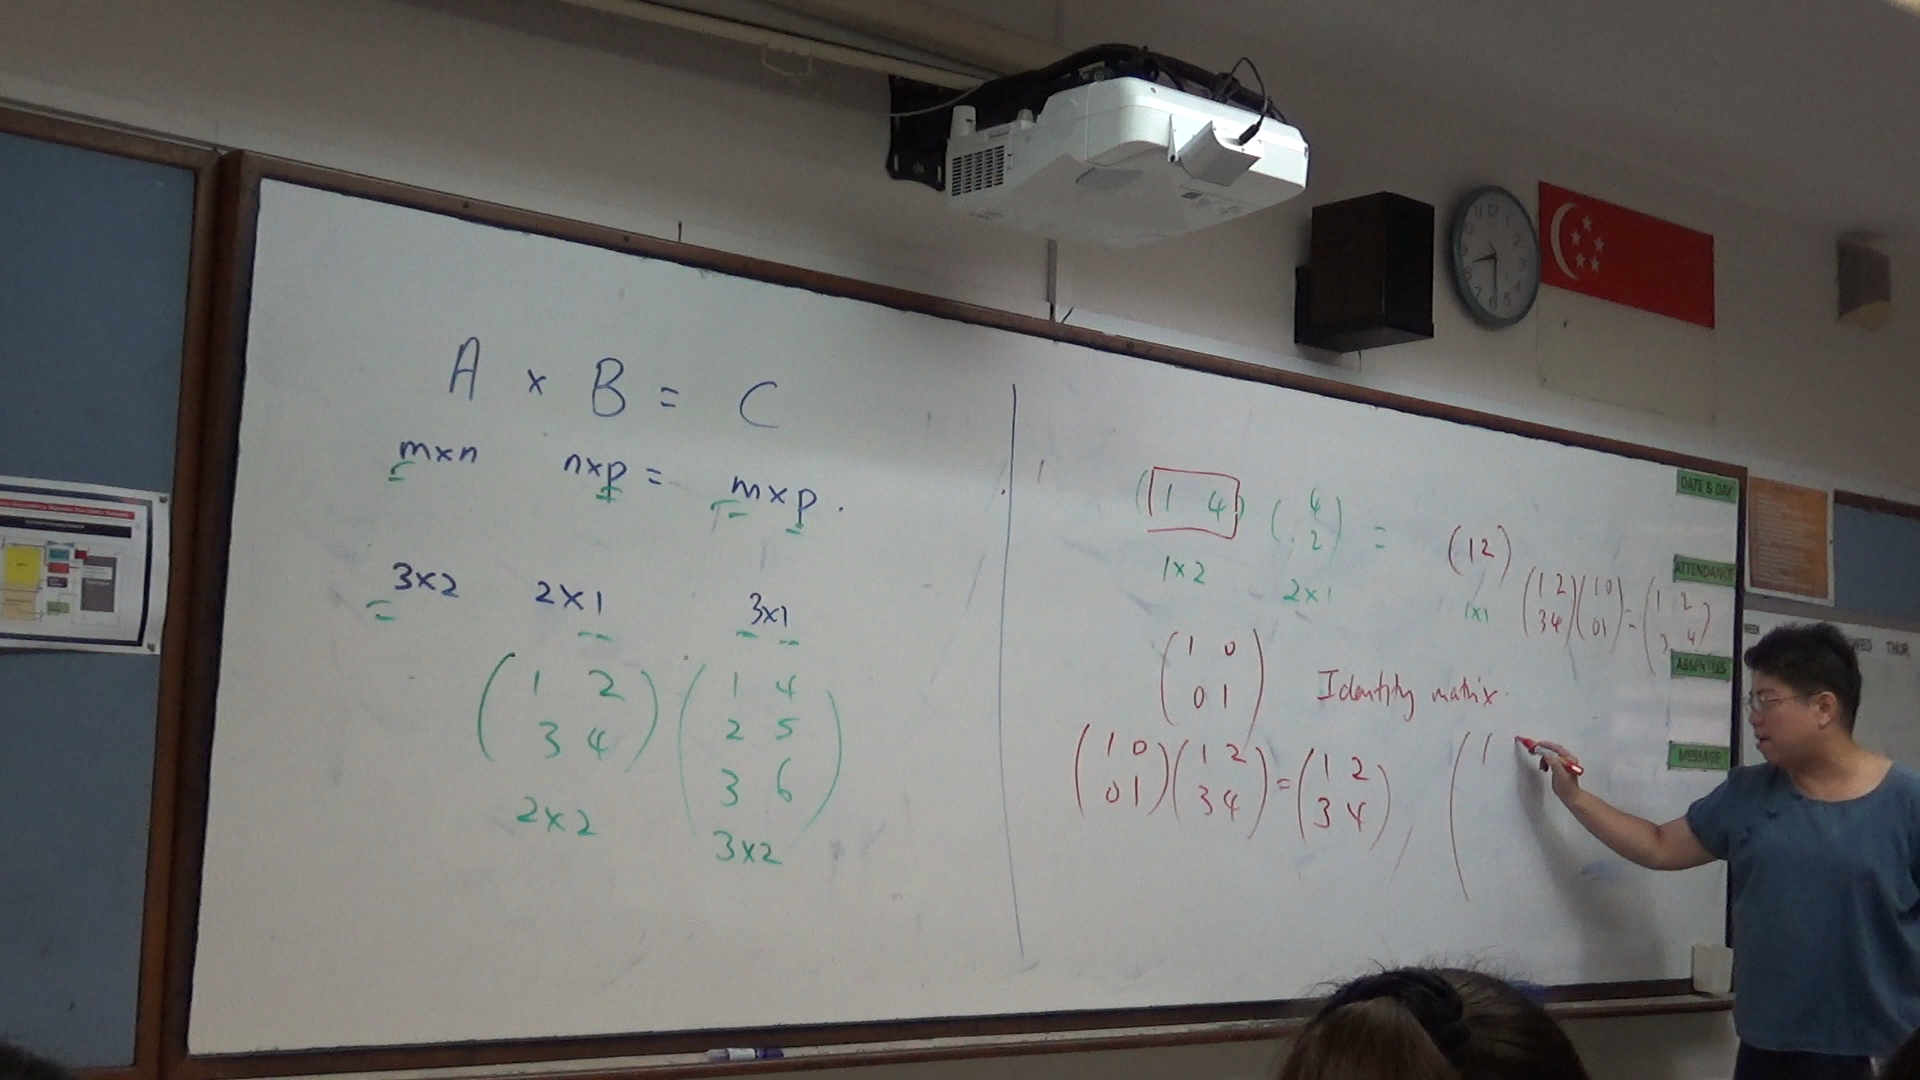 A × B = C
m×n n×p = m×p.
3×2 2×1 3×1
( 1 2 ) ( 1 4 )
( 3 4 ) ( 2 5 )
( 3 6 )
2×2 3×2
( 1 4 ) ( 4 ) = (12)
( 2 )
1×2 2×1 1×1
( 1 2 ) ( 1 0 ) = ( 1 2 )
( 3 4 ) ( 0 1 ) ( 3 4 )
( 1 0 ) Identity matrix.
( 0 1 )
( 1 0 ) ( 1 2 ) = ( 1 2 )
( 0 1 ) ( 3 4 ) ( 3 4 )
( 1
DATE & DAY
ATTENDANCE
ABSENTEES
MESSAGE
THUR